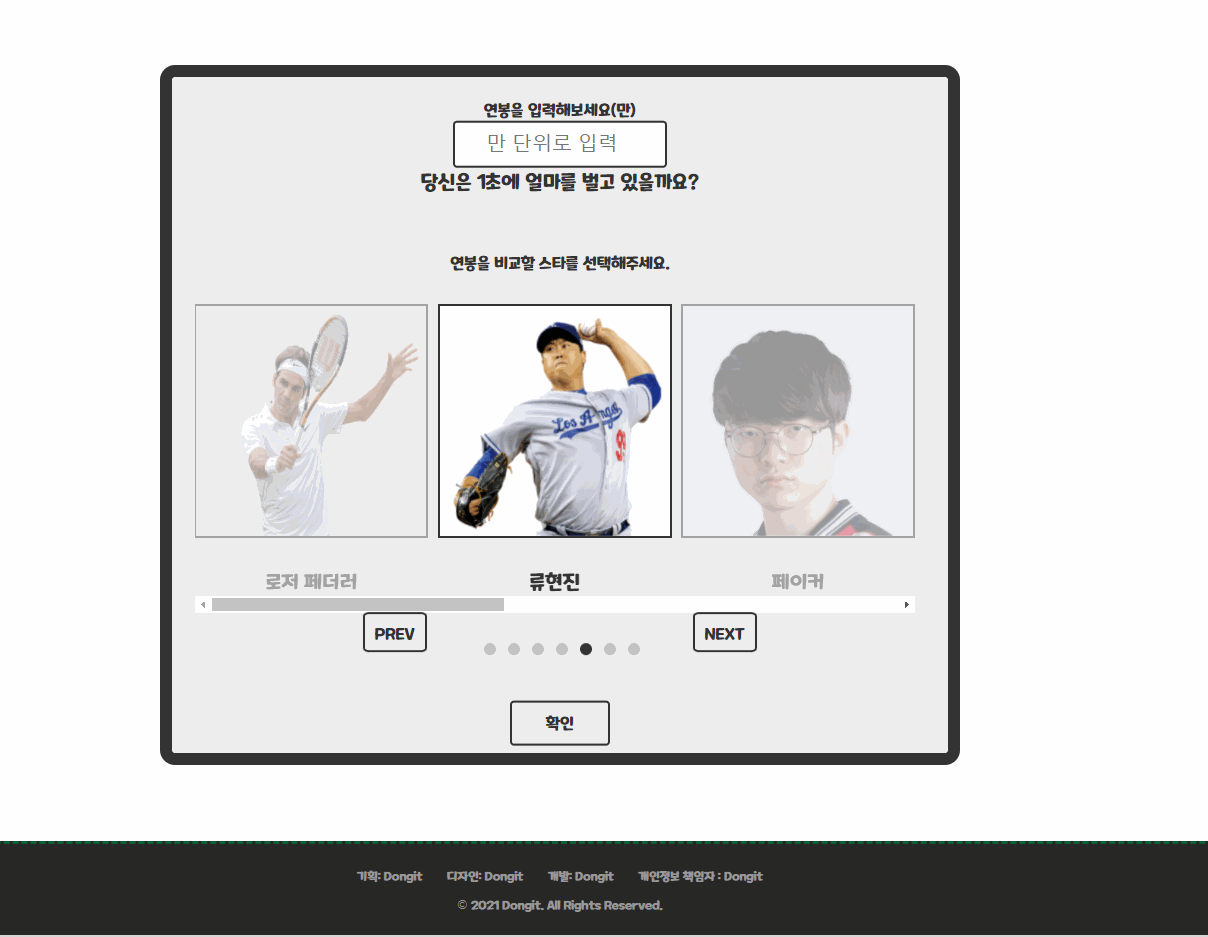 연봉을 입력해보세요(만)
만 단위로 입력
당신은 1초에 얼마를 벌고 있을까요?
연봉을 비교할 스타를 선택해주세요.
Los Angel
99
로저 페더러 류현진 페이커
PREV NEXT
확인
기획: Dongit 디자인: Dongit 개발: Dongit 개인정보 책임자 : Dongit
© 2021 Dongit. All Rights Reserved.